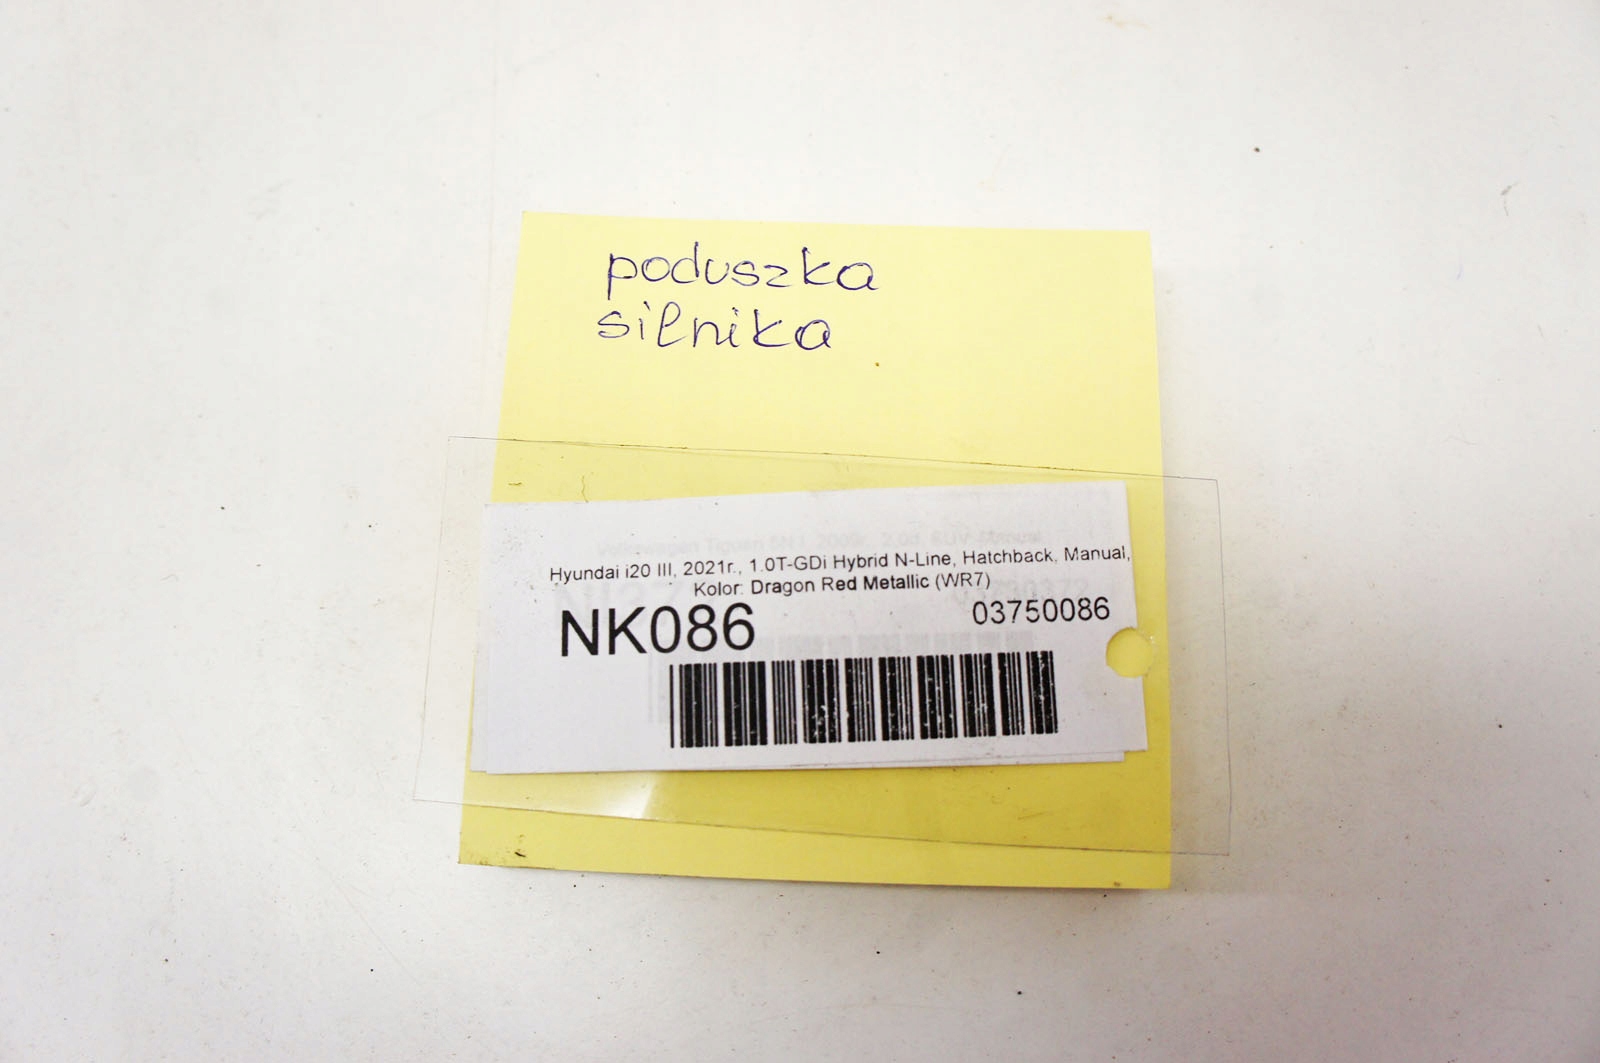 poduszka
silnika
Hyundai i20 III, 2021r., 1.0T-GDi Hybrid N-Line, Hatchback, Manual,
Kolor: Dragon Red Metallic (WR7)
NK086
03750086